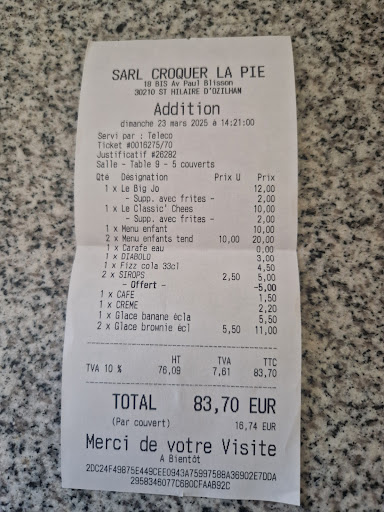 SARL CROQUER LA PIE
18 BIS Av Paul Blisson
30210 ST HILAIRE D'OZILHAN
Addition
dimanche 23 mars 2025 à 14:21:00
Servi par : Teleco
Ticket #0016275/70
Justificatif #26282
Salle - Table 9 - 5 couverts
Qté Désignation Prix U Prix
1 x Le Big Jo 12,00
- Supp. avec frites - 2,00
1 x Le Classic' Chees 10,00
- Supp. avec frites - 2,00
1 x Menu enfant 10,00
2 x Menu enfants tend 10,00 20,00
1 x Carafe eau 0,00
1 x DIABOLO 3,00
1 x Fizz cola 33cl 4,50
2 x SIROPS 2,50 5,00
- Offert - -5,00
1 x CAFE 1,50
1 x CREME 2,20
1 x Glace banane écla 5,50
2 x Glace brownie écl 5,50 11,00
HT TVA TTC
TVA 10 % 76,09 7,61 83,70
TOTAL 83,70 EUR
(Par couvert) 16,74 EUR
Merci de votre Visite
A Bientôt
2DC24F49875E449CEE0943A759975BBA36902E7DDA
2958346077C680CFAAB92C